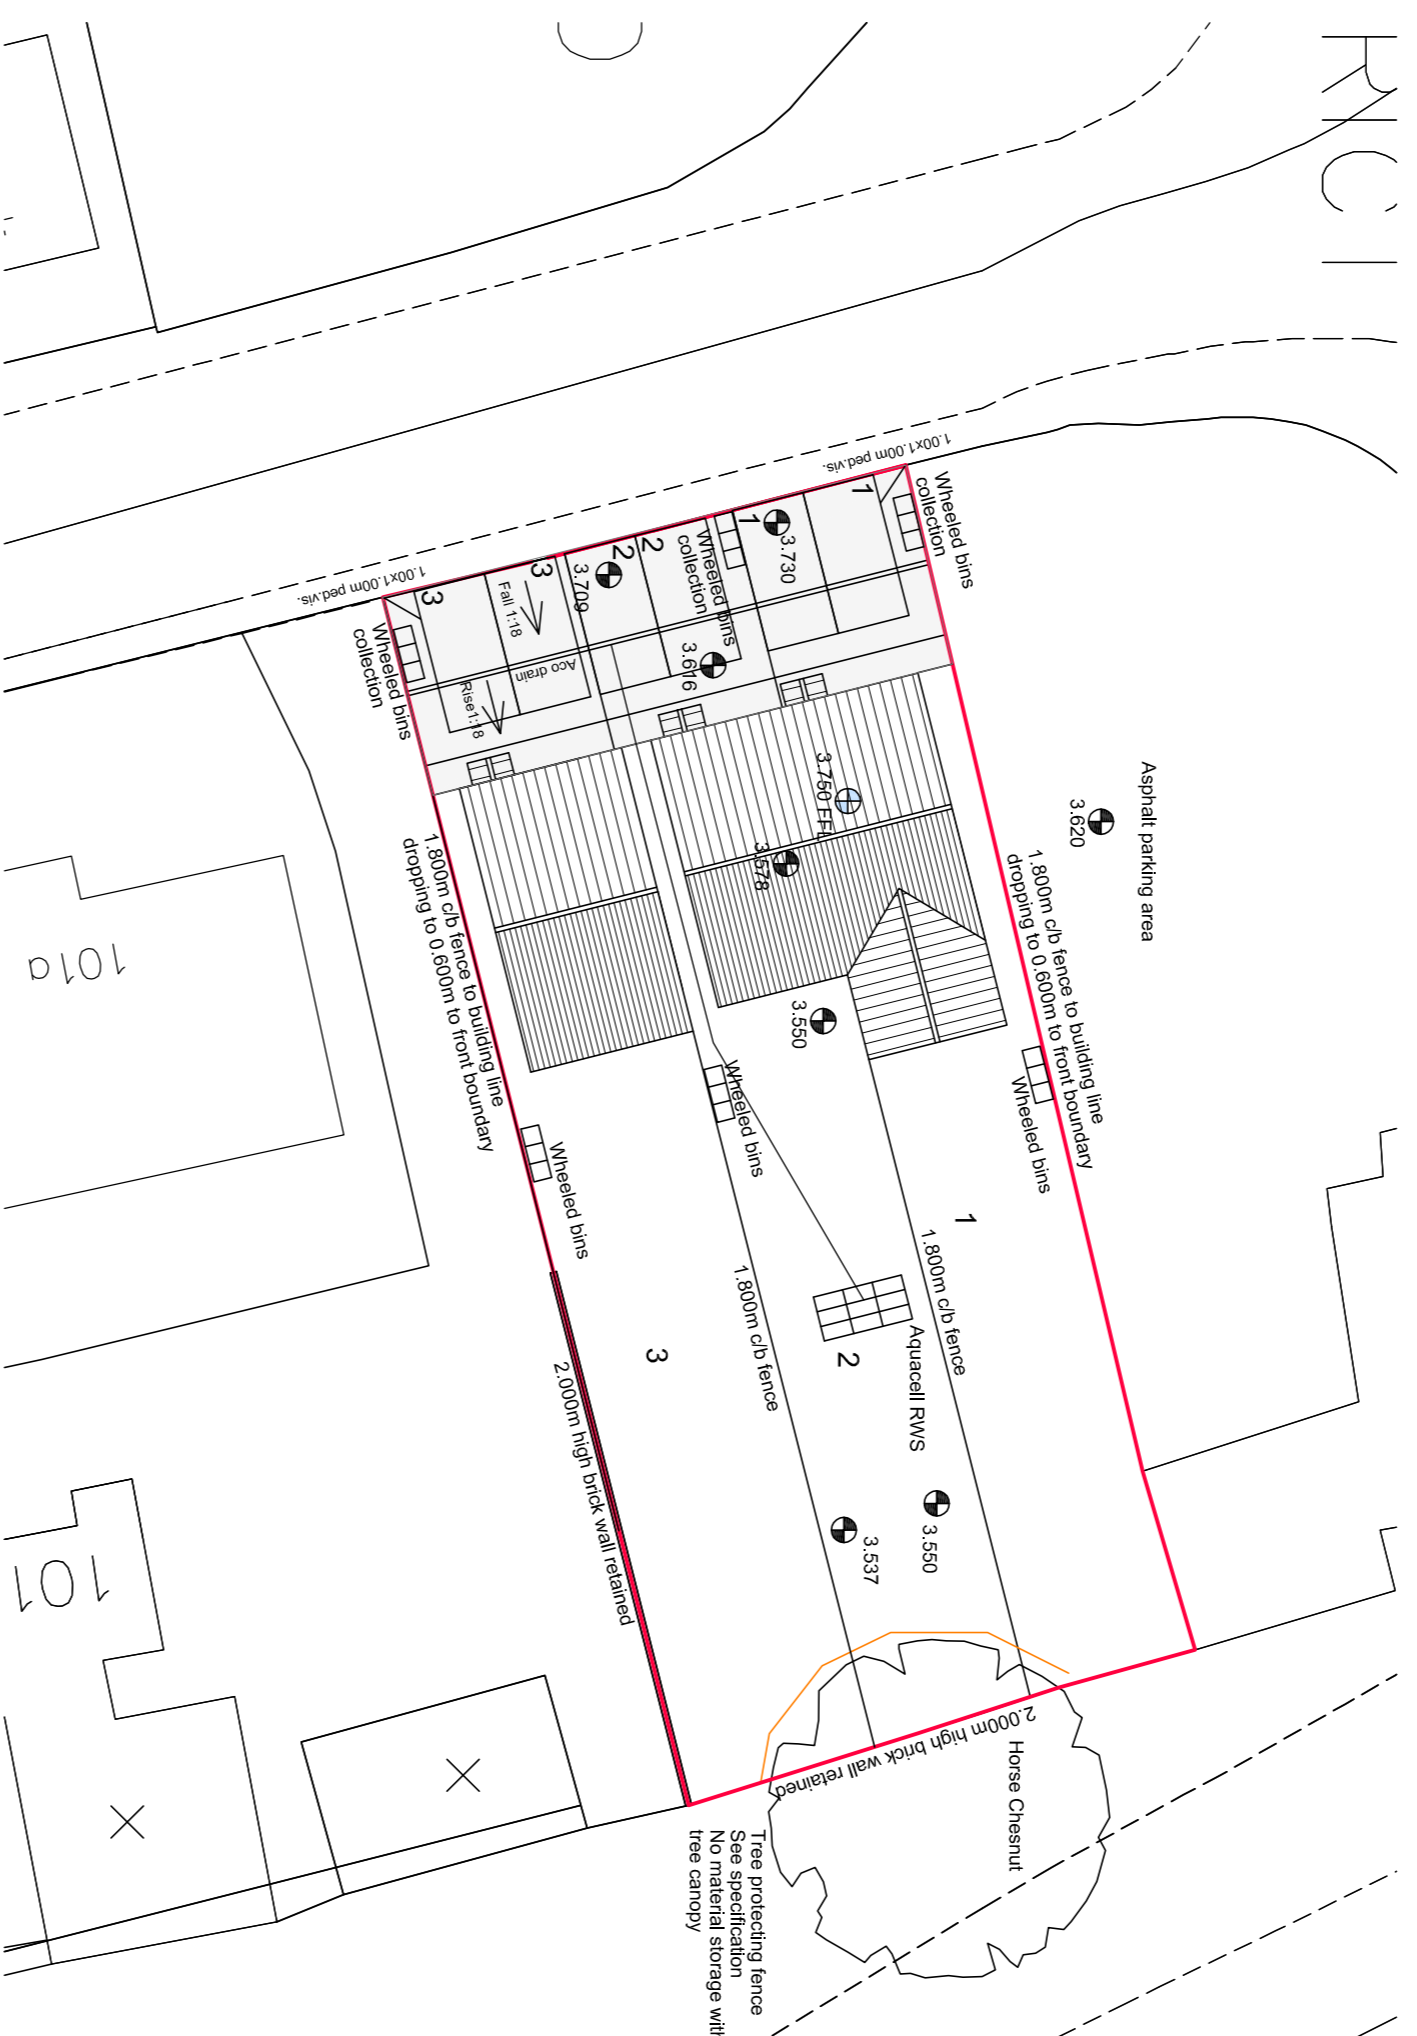 RNCI
1.00x1.00m ped.vis.
Wheeled bins
collection
1
1
3.730
Wheeled bins
collection
2
2
3.709
3.616
3
3
Fall 1:18
Aco drain
Rise1:18
1.00x1.00m ped.vis.
Wheeled bins
collection
3.750 FFL
3.578
3.550
Asphalt parking area
3.620
1.800m c/b fence to building line
dropping to 0.600m to front boundary
Wheeled bins
1.800m c/b fence to building line
dropping to 0.600m to front boundary
Wheeled bins
Wheeled bins
1
1.800m c/b fence
Aquacell RWS
2
1.800m c/b fence
3
2.000m high brick wall retained
3.550
3.537
2.000m high brick wall retained
Horse Chesnut
Tree protecting fence
See specification
No material storage with
tree canopy
101a
101